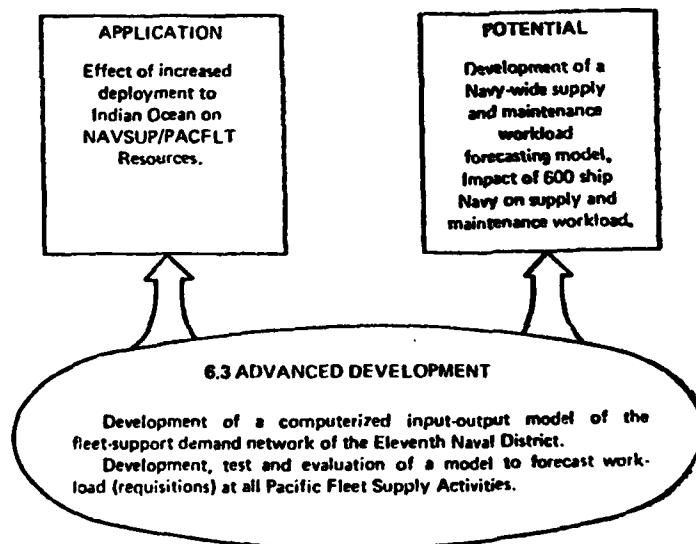 APPLICATION
Effect of increased
deployment to
Indian Ocean on
NAVSUP/PACFLT
Resources.
POTENTIAL
Development of a
Navy-wide supply
and maintenance
workload
forecasting model.
Impact of 600 ship
Navy on supply and
maintenance workload.
6.3 ADVANCED DEVELOPMENT
Development of a computerized input-output model of the
fleet-support demand network of the Eleventh Naval District.
Development, test and evaluation of a model to forecast work-
load (requisitions) at all Pacific Fleet Supply Activities.